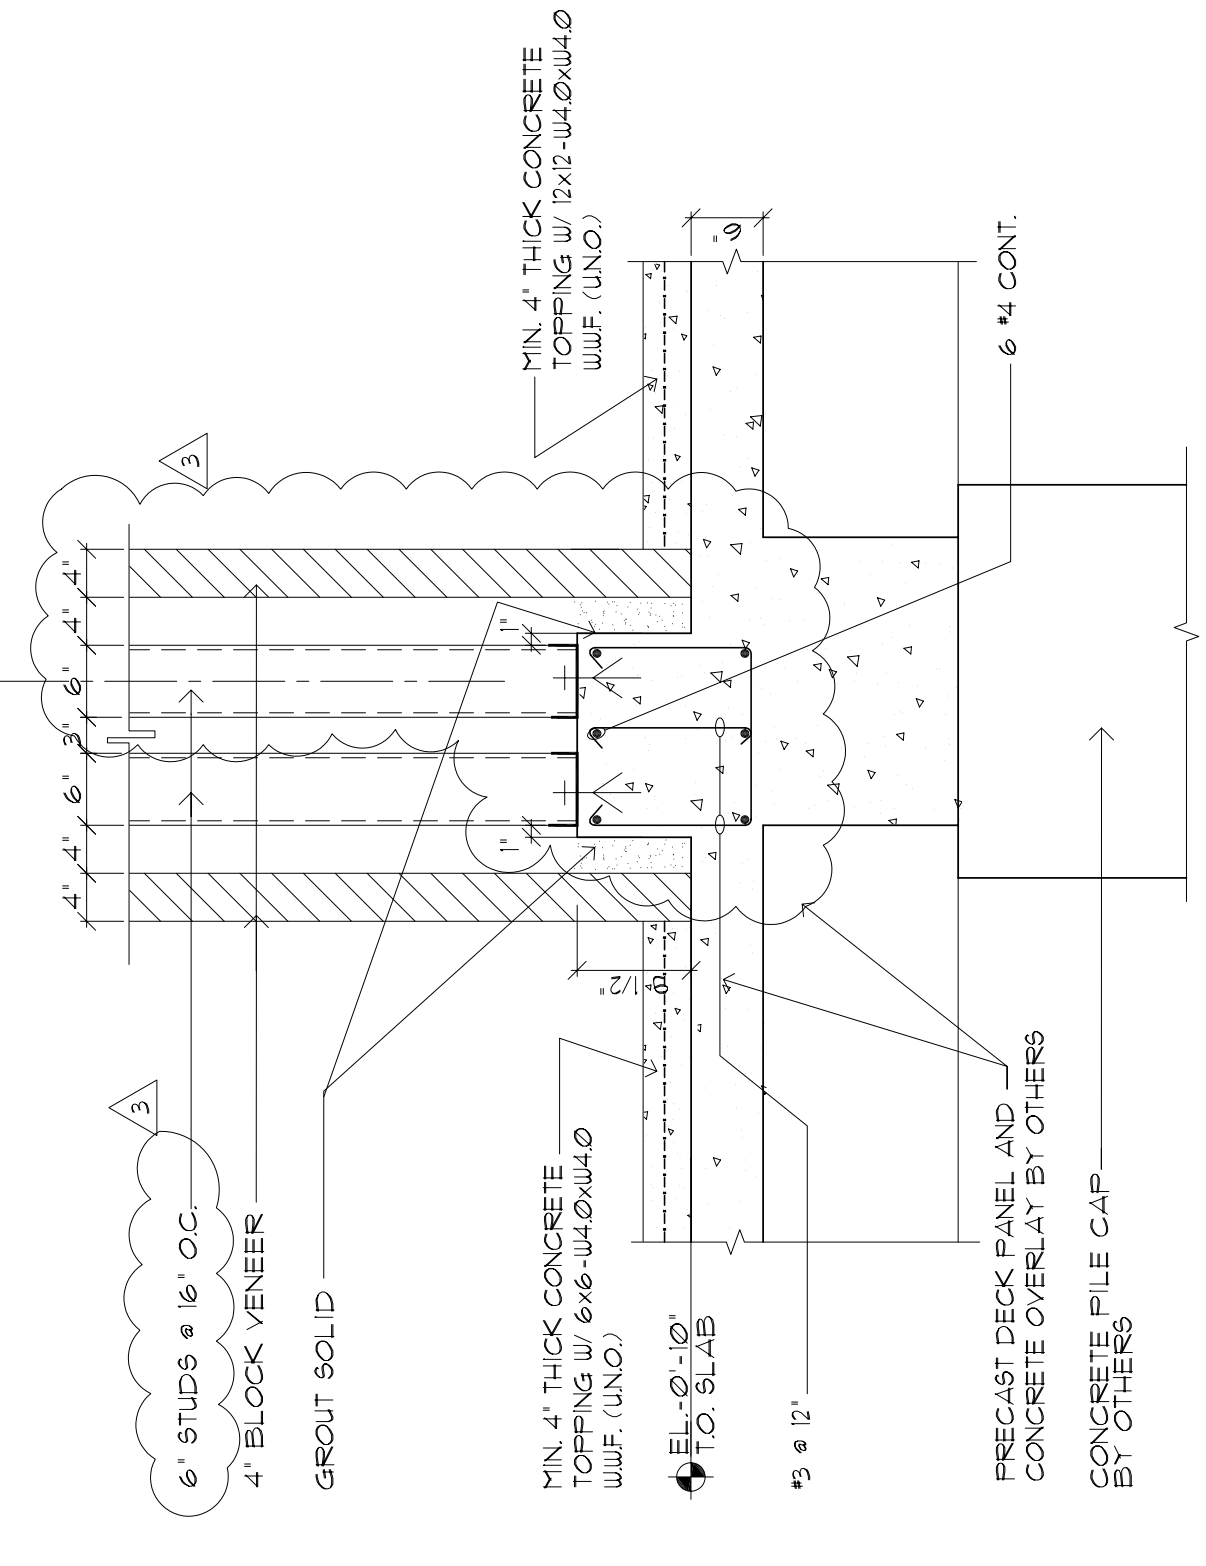 4"
4"
6"
3"
6"
4"
4"
3
3
6" STUDS @ 16" O.C.
4" BLOCK VENEER
GROUT SOLID
1"
1"
MIN. 4" THICK CONCRETE
TOPPING W/ 12x12-W4.0xW4.0
W.W.F. (U.N.O.)
MIN. 4" THICK CONCRETE
TOPPING W/ 6x6-W4.0xW4.0
W.W.F. (U.N.O.)
9 1/2"
6"
EL.-0'-10"
T.O. SLAB
#3 @ 12"
6 #4 CONT.
PRECAST DECK PANEL AND
CONCRETE OVERLAY BY OTHERS
CONCRETE PILE CAP
BY OTHERS